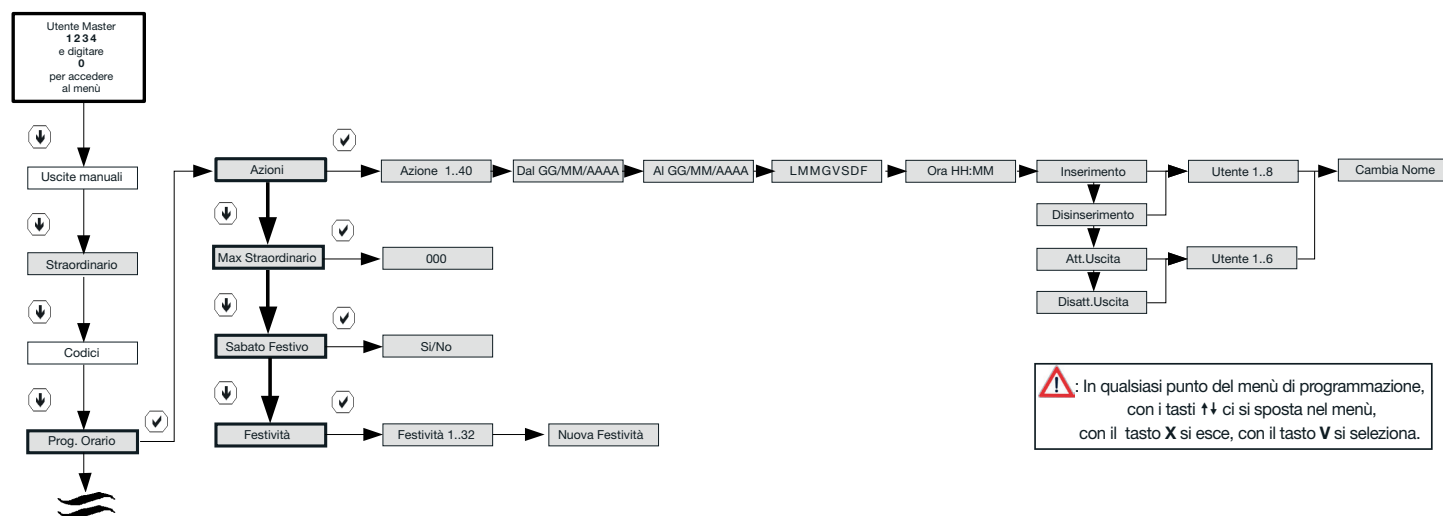 Utente Master
1 2 3 4
e digitare
0
per accedere
al menù
Uscite manuali
Straordinario
Codici
Prog. Orario
Azioni
Azione 1..40
Dal GG/MM/AAAA
Al GG/MM/AAAA
LMMGVSDF
Ora HH:MM
Inserimento
Utente 1..8
Cambia Nome
Disinserimento
Att.Uscita
Utente 1..6
Disatt.Uscita
Max Straordinario
000
Sabato Festivo
Si/No
Festività
Festività 1..32
Nuova Festività
: In qualsiasi punto del menù di programmazione,
con i tasti ↑↓ ci si sposta nel menù,
con il tasto X si esce, con il tasto V si seleziona.